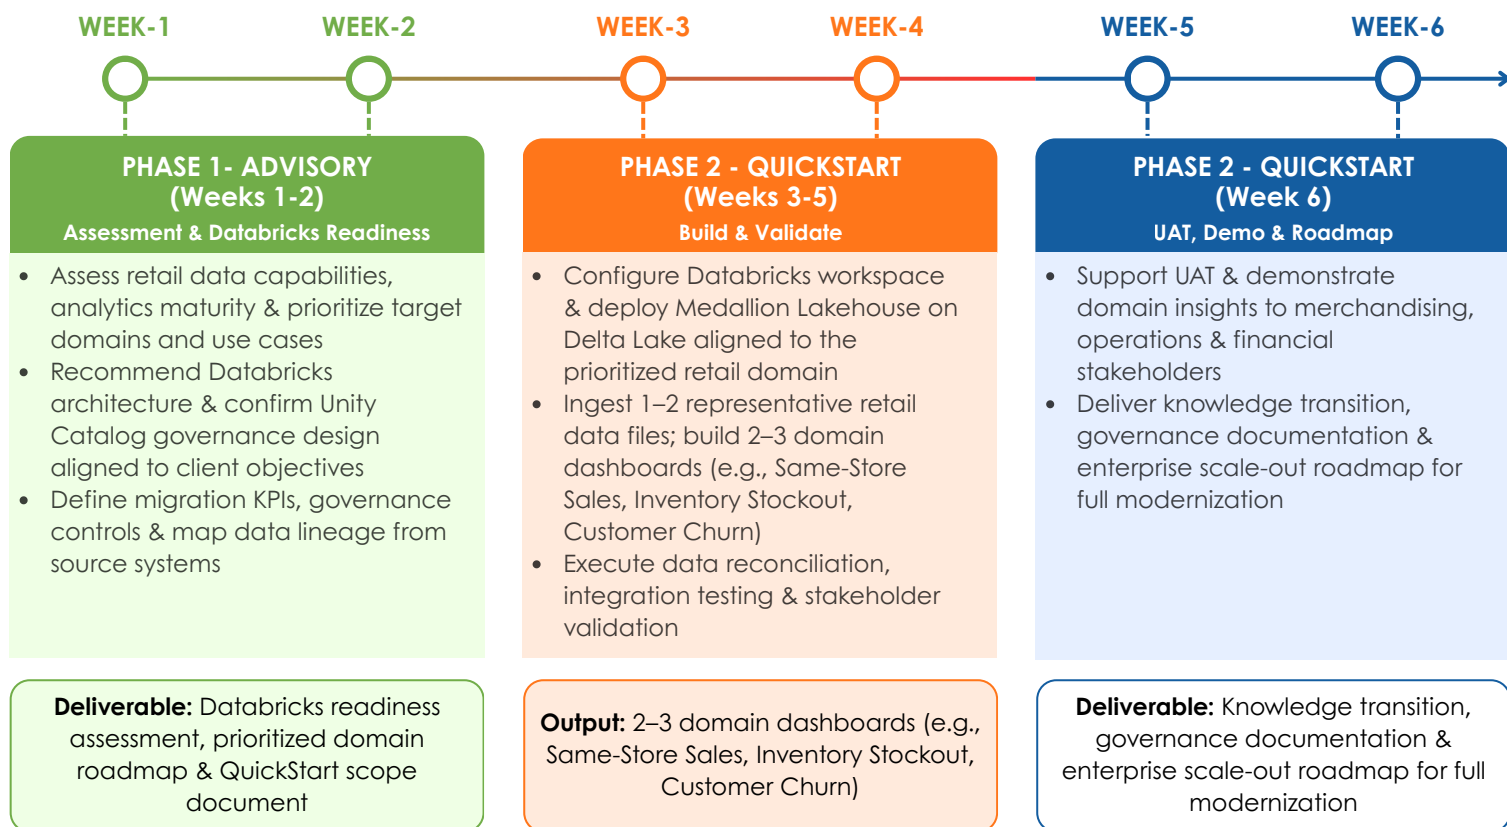 WEEK-1
WEEK-2
WEEK-3
WEEK-4
WEEK-5
WEEK-6
PHASE 1- ADVISORY
(Weeks 1-2)
Assessment & Databricks Readiness
• Assess retail data capabilities,
analytics maturity & prioritize target
domains and use cases
• Recommend Databricks
architecture & confirm Unity
Catalog governance design
aligned to client objectives
• Define migration KPIs, governance
controls & map data lineage from
source systems
Deliverable: Databricks readiness
assessment, prioritized domain
roadmap & QuickStart scope
document
PHASE 2 - QUICKSTART
(Weeks 3-5)
Build & Validate
• Configure Databricks workspace
& deploy Medallion Lakehouse on
Delta Lake aligned to the
prioritized retail domain
• Ingest 1–2 representative retail
data files; build 2–3 domain
dashboards (e.g., Same-Store
Sales, Inventory Stockout,
Customer Churn)
• Execute data reconciliation,
integration testing & stakeholder
validation
Output: 2–3 domain dashboards (e.g.,
Same-Store Sales, Inventory Stockout,
Customer Churn)
PHASE 2 - QUICKSTART
(Week 6)
UAT, Demo & Roadmap
• Support UAT & demonstrate
domain insights to merchandising,
operations & financial
stakeholders
• Deliver knowledge transition,
governance documentation &
enterprise scale-out roadmap for
full modernization
Deliverable: Knowledge transition,
governance documentation &
enterprise scale-out roadmap for full
modernization